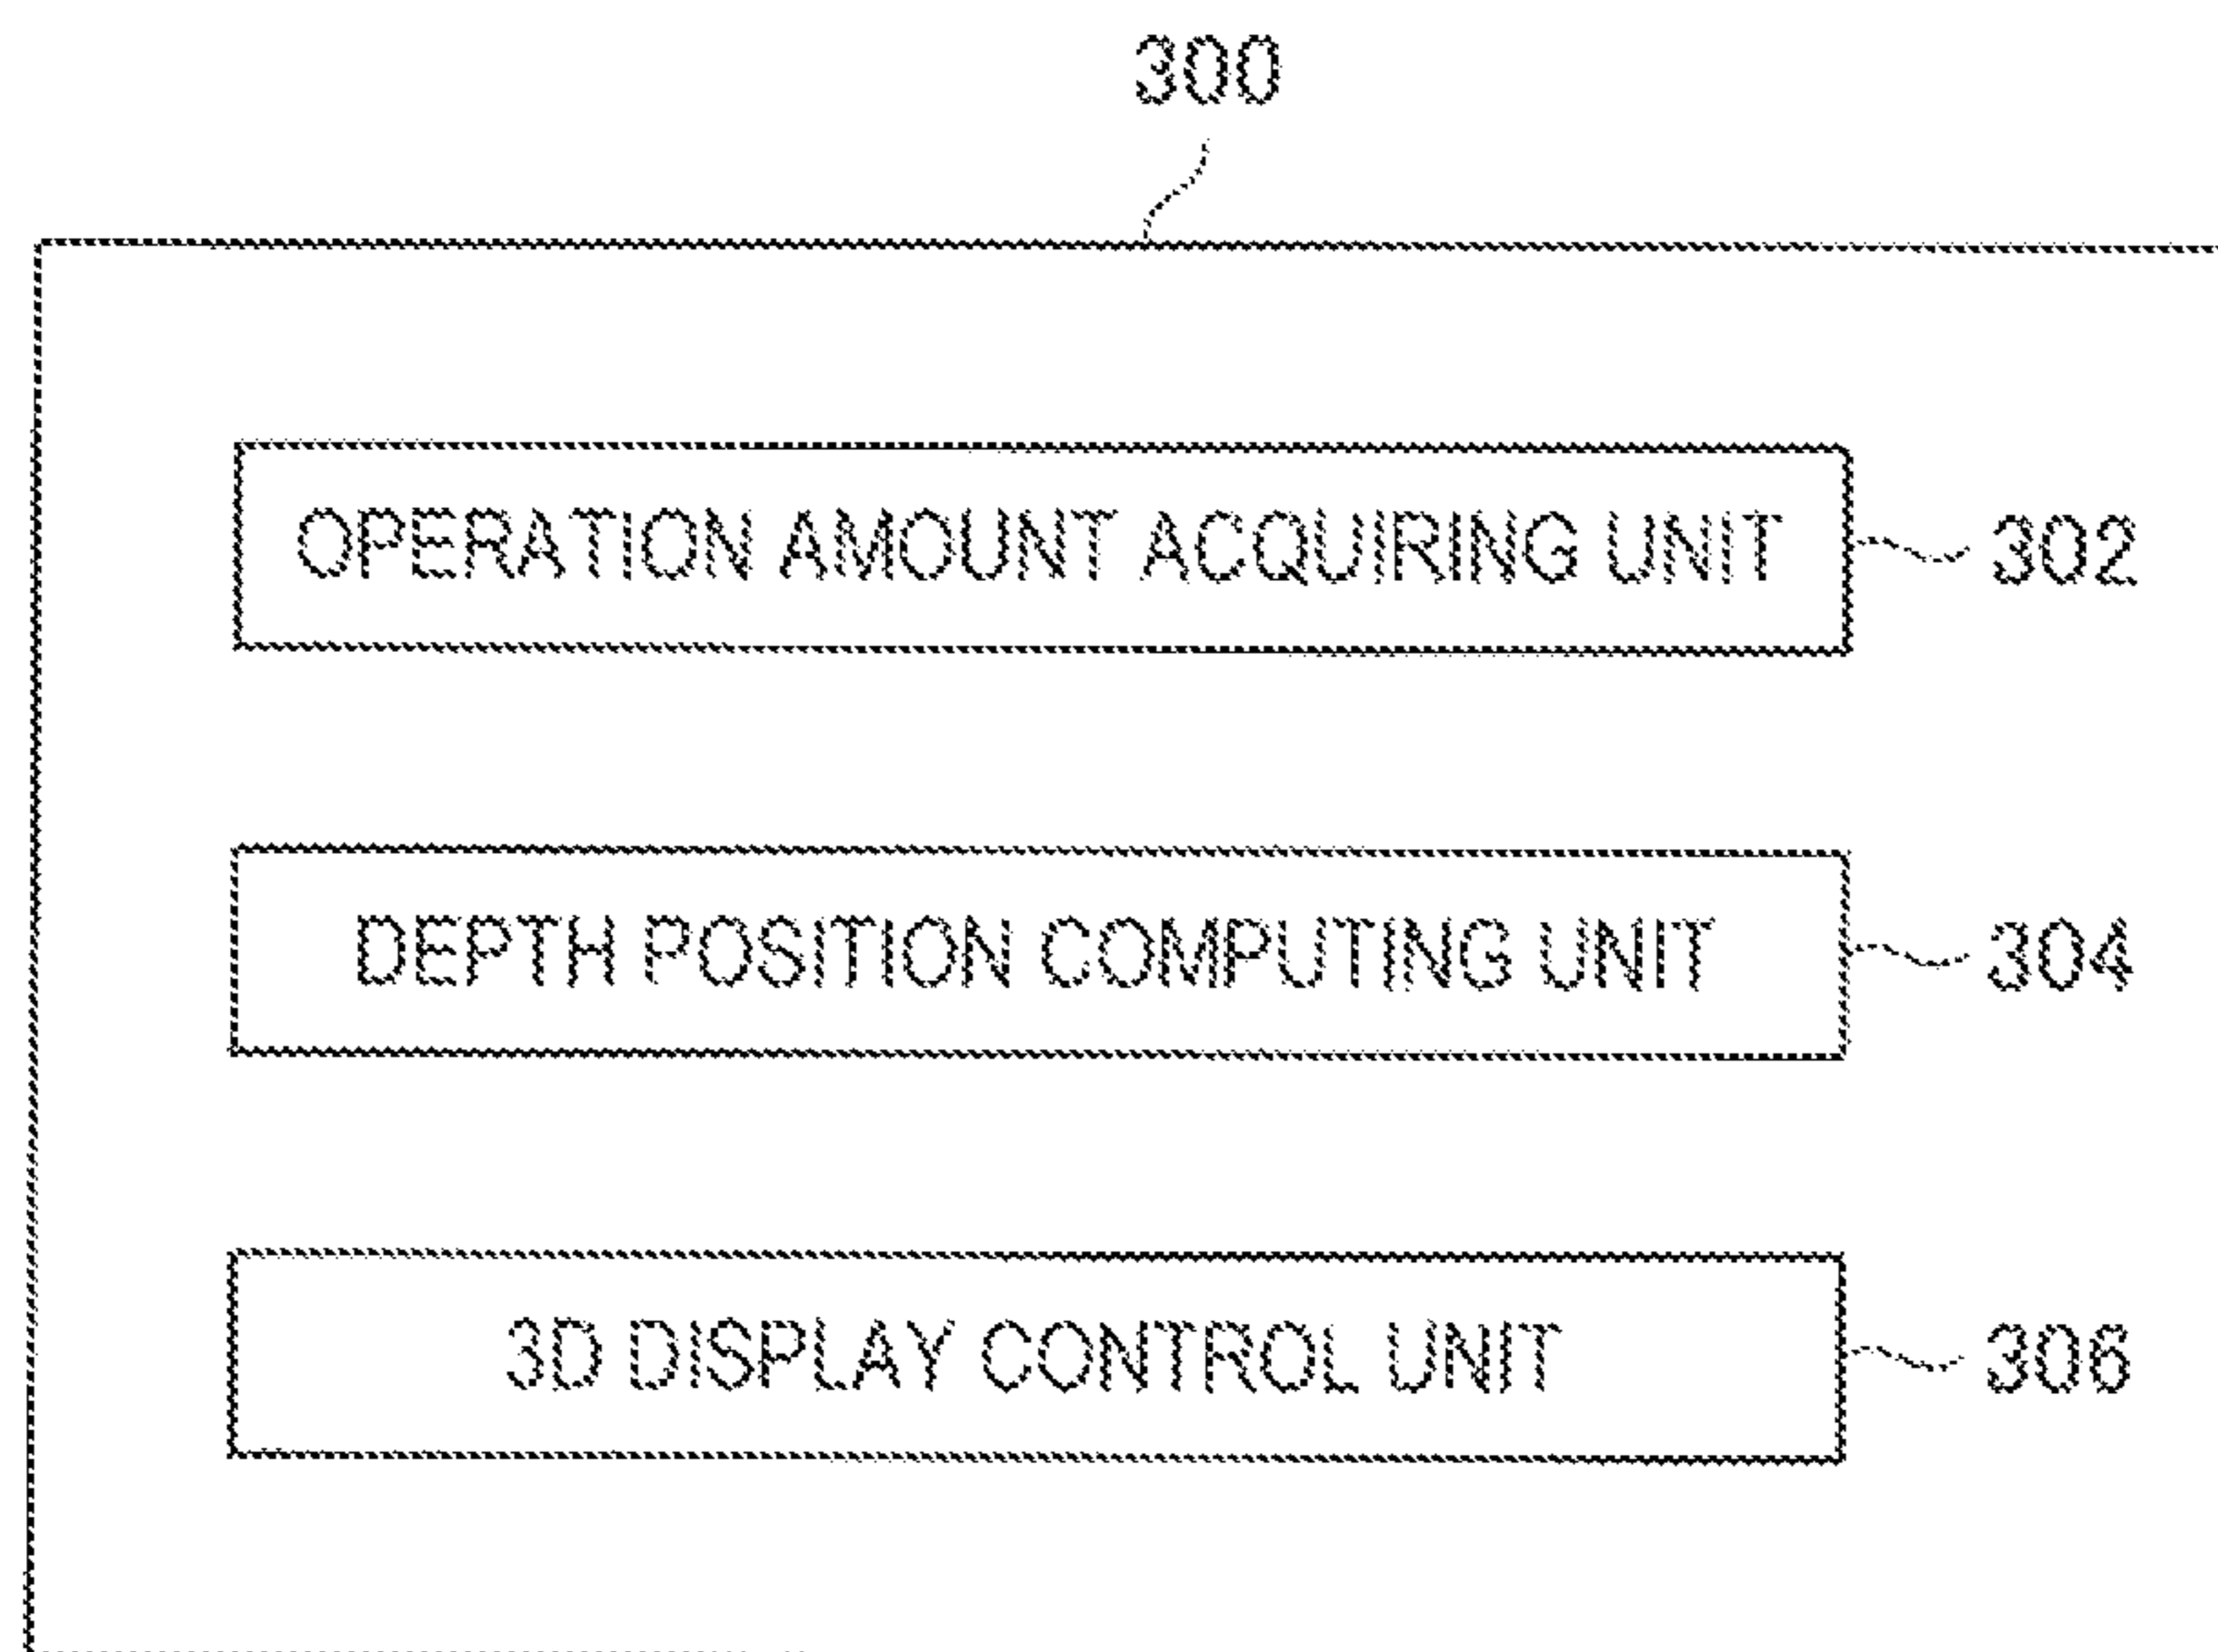 300
OPERATION AMOUNT ACQUIRING UNIT 302
DEPTH POSITION COMPUTING UNIT 304
3D DISPLAY CONTROL UNIT 306